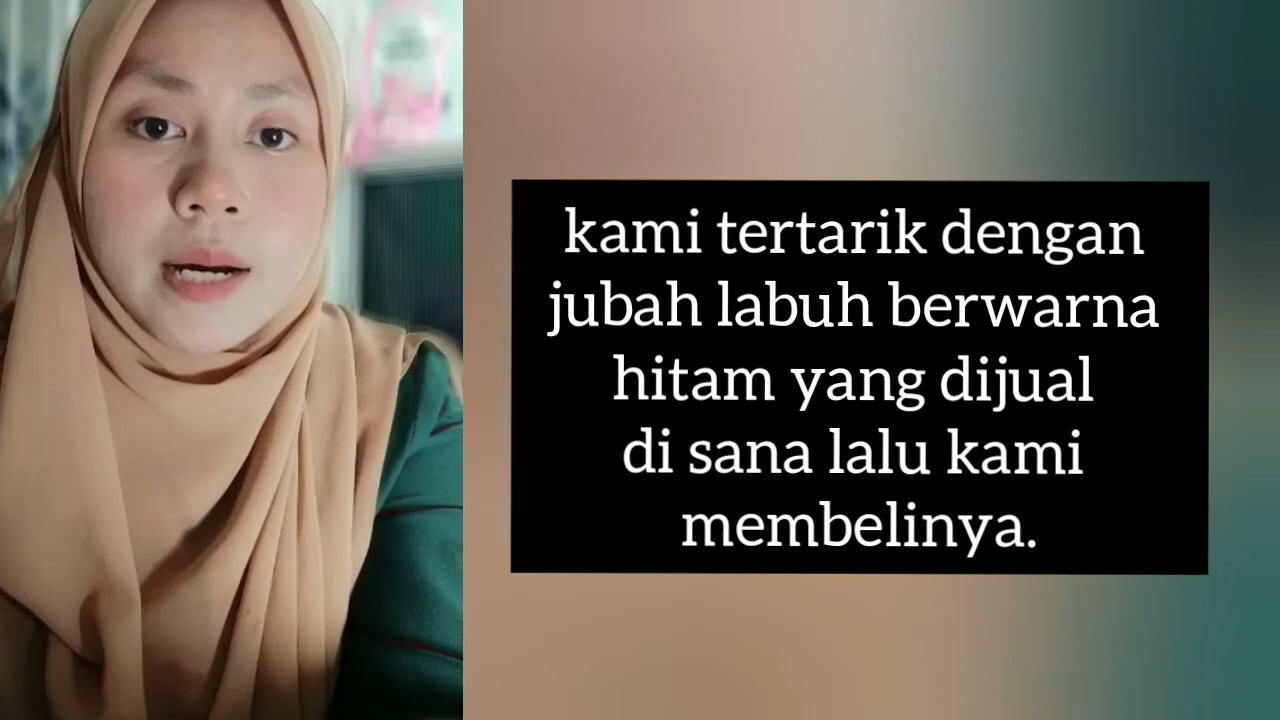 kami tertarik dengan
jubah labuh berwarna
hitam yang dijual
di sana lalu kami
membelinya.